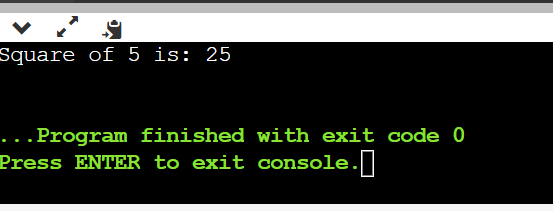 Square of 5 is: 25
...Program finished with exit code 0
Press ENTER to exit console.